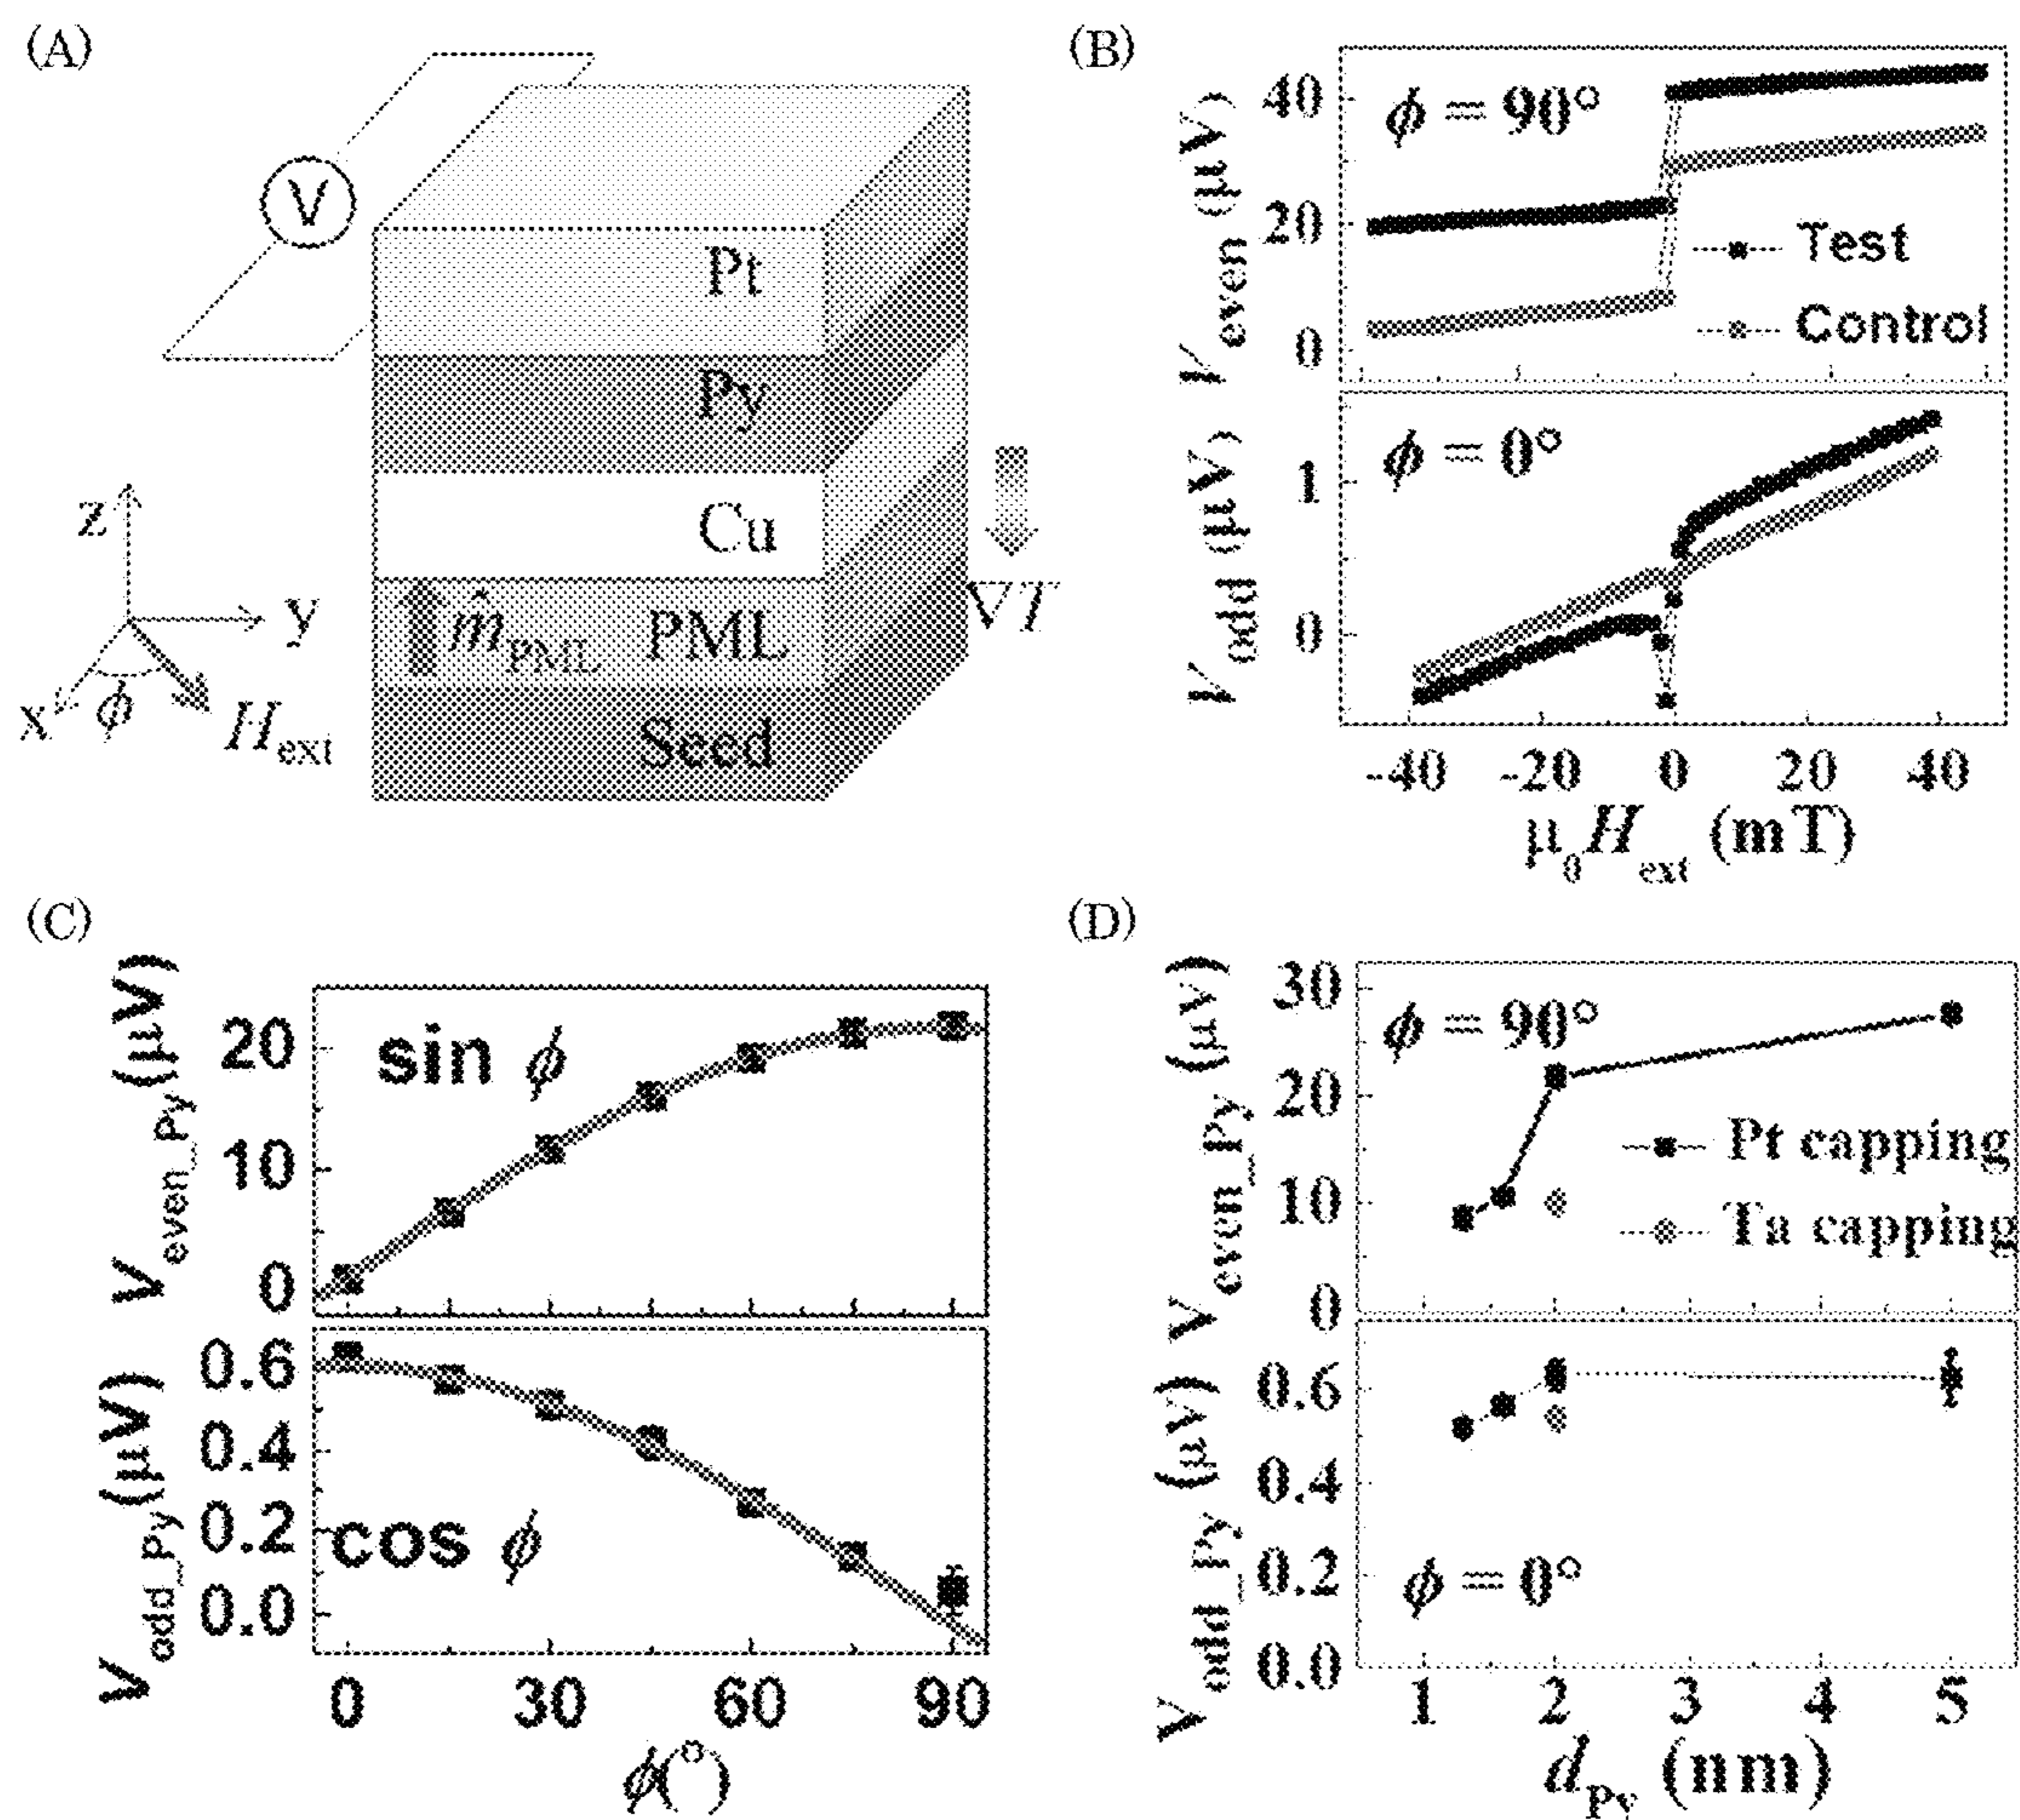 (A)
V
Pt
Py
Cu
m̂PML PML
Seed
∇T
z
y
x
ϕ
Hext
(B)
Veven (μV)
40
20
0
ϕ = 90°
Test
Control
Vodd (μV)
1
0
ϕ = 0°
-40 -20 0 20 40
μ0Hext (mT)
(C)
Veven_Py(μV)
20
10
0
sin ϕ
Vodd_Py(μV)
0.6
0.4
0.2
0.0
cos ϕ
0 30 60 90
ϕ(°)
(D)
Veven_Py (μV)
30
20
10
0
ϕ = 90°
Pt capping
Ta capping
Vodd_Py (μV)
0.6
0.4
0.2
0.0
ϕ = 0°
1 2 3 4 5
dPy (nm)